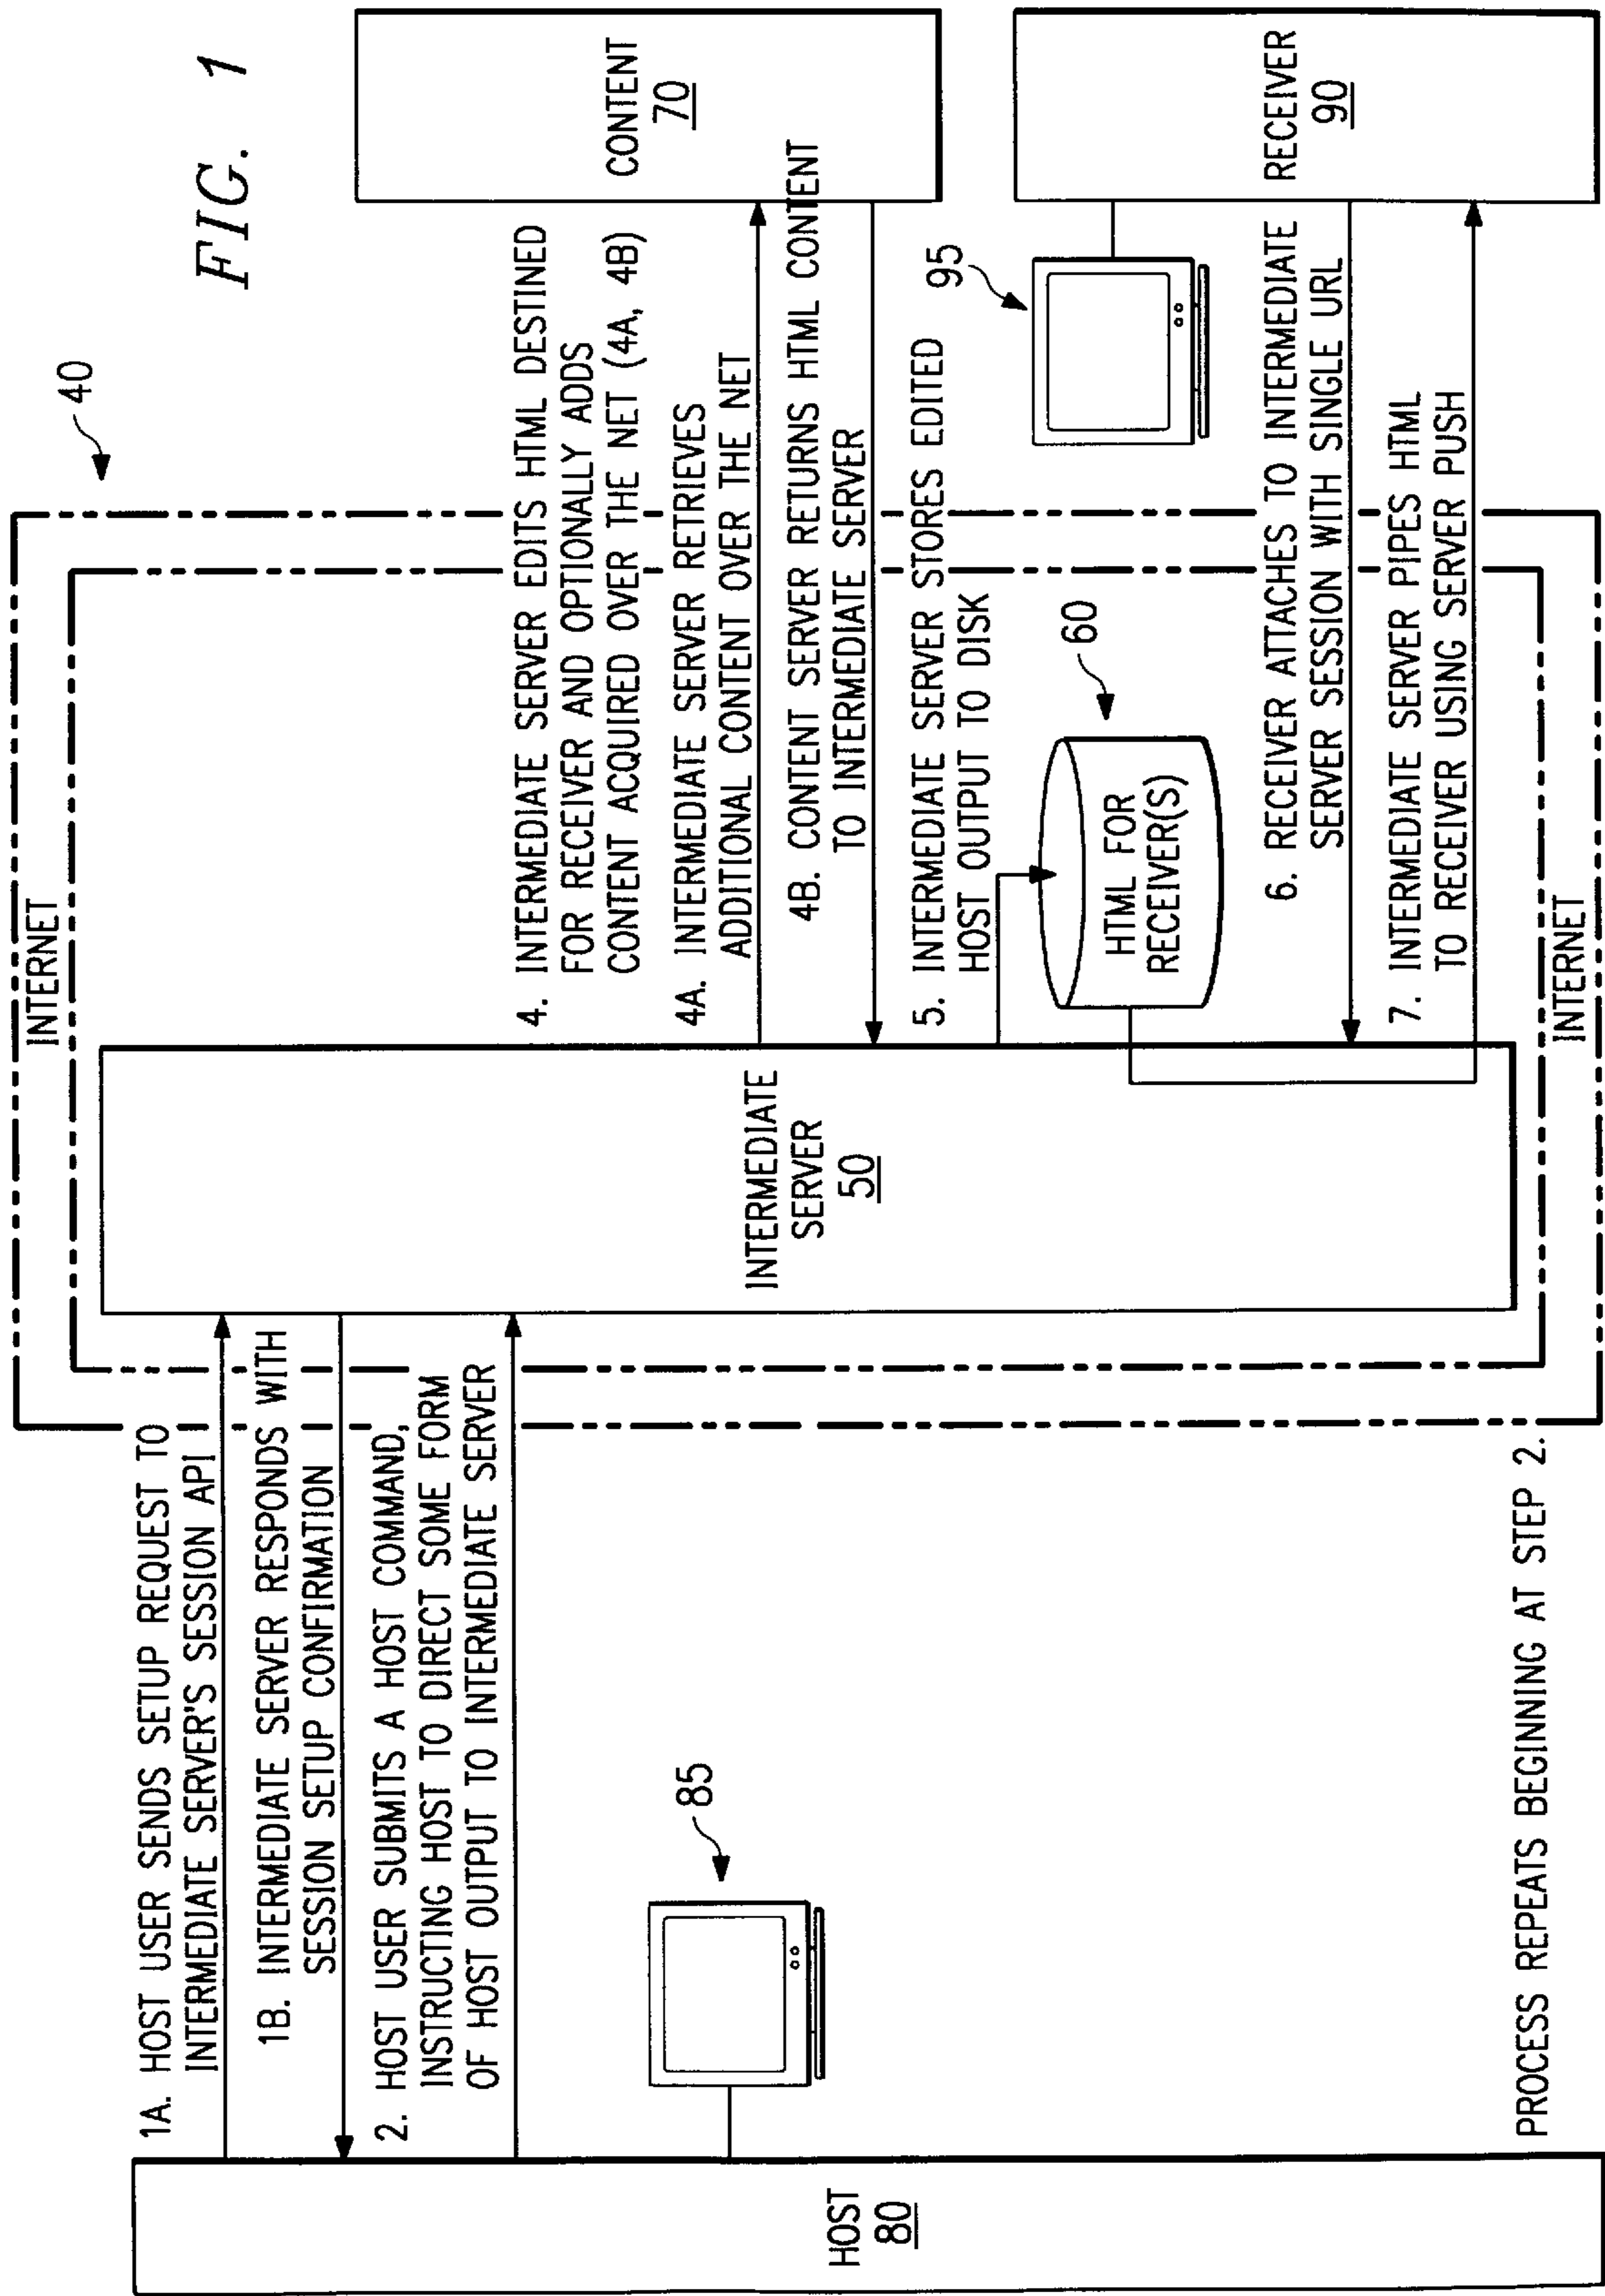 FIG. 1
40
INTERNET
1A. HOST USER SENDS SETUP REQUEST TO
INTERMEDIATE SERVER'S SESSION API
1B. INTERMEDIATE SERVER RESPONDS WITH
SESSION SETUP CONFIRMATION
2. HOST USER SUBMITS A HOST COMMAND,
INSTRUCTING HOST TO DIRECT SOME FORM
OF HOST OUTPUT TO INTERMEDIATE SERVER
85
HOST
80
PROCESS REPEATS BEGINNING AT STEP 2.
INTERMEDIATE
SERVER
50
4. INTERMEDIATE SERVER EDITS HTML DESTINED
FOR RECEIVER AND OPTIONALLY ADDS
CONTENT ACQUIRED OVER THE NET (4A, 4B)
4A. INTERMEDIATE SERVER RETRIEVES
ADDITIONAL CONTENT OVER THE NET
4B. CONTENT SERVER RETURNS HTML CONTENT
TO INTERMEDIATE SERVER
CONTENT
70
5. INTERMEDIATE SERVER STORES EDITED
HOST OUTPUT TO DISK
60
HTML FOR
RECEIVER(S)
95
6. RECEIVER ATTACHES TO INTERMEDIATE
SERVER SESSION WITH SINGLE URL
7. INTERMEDIATE SERVER PIPES HTML
TO RECEIVER USING SERVER PUSH
RECEIVER
90
INTERNET